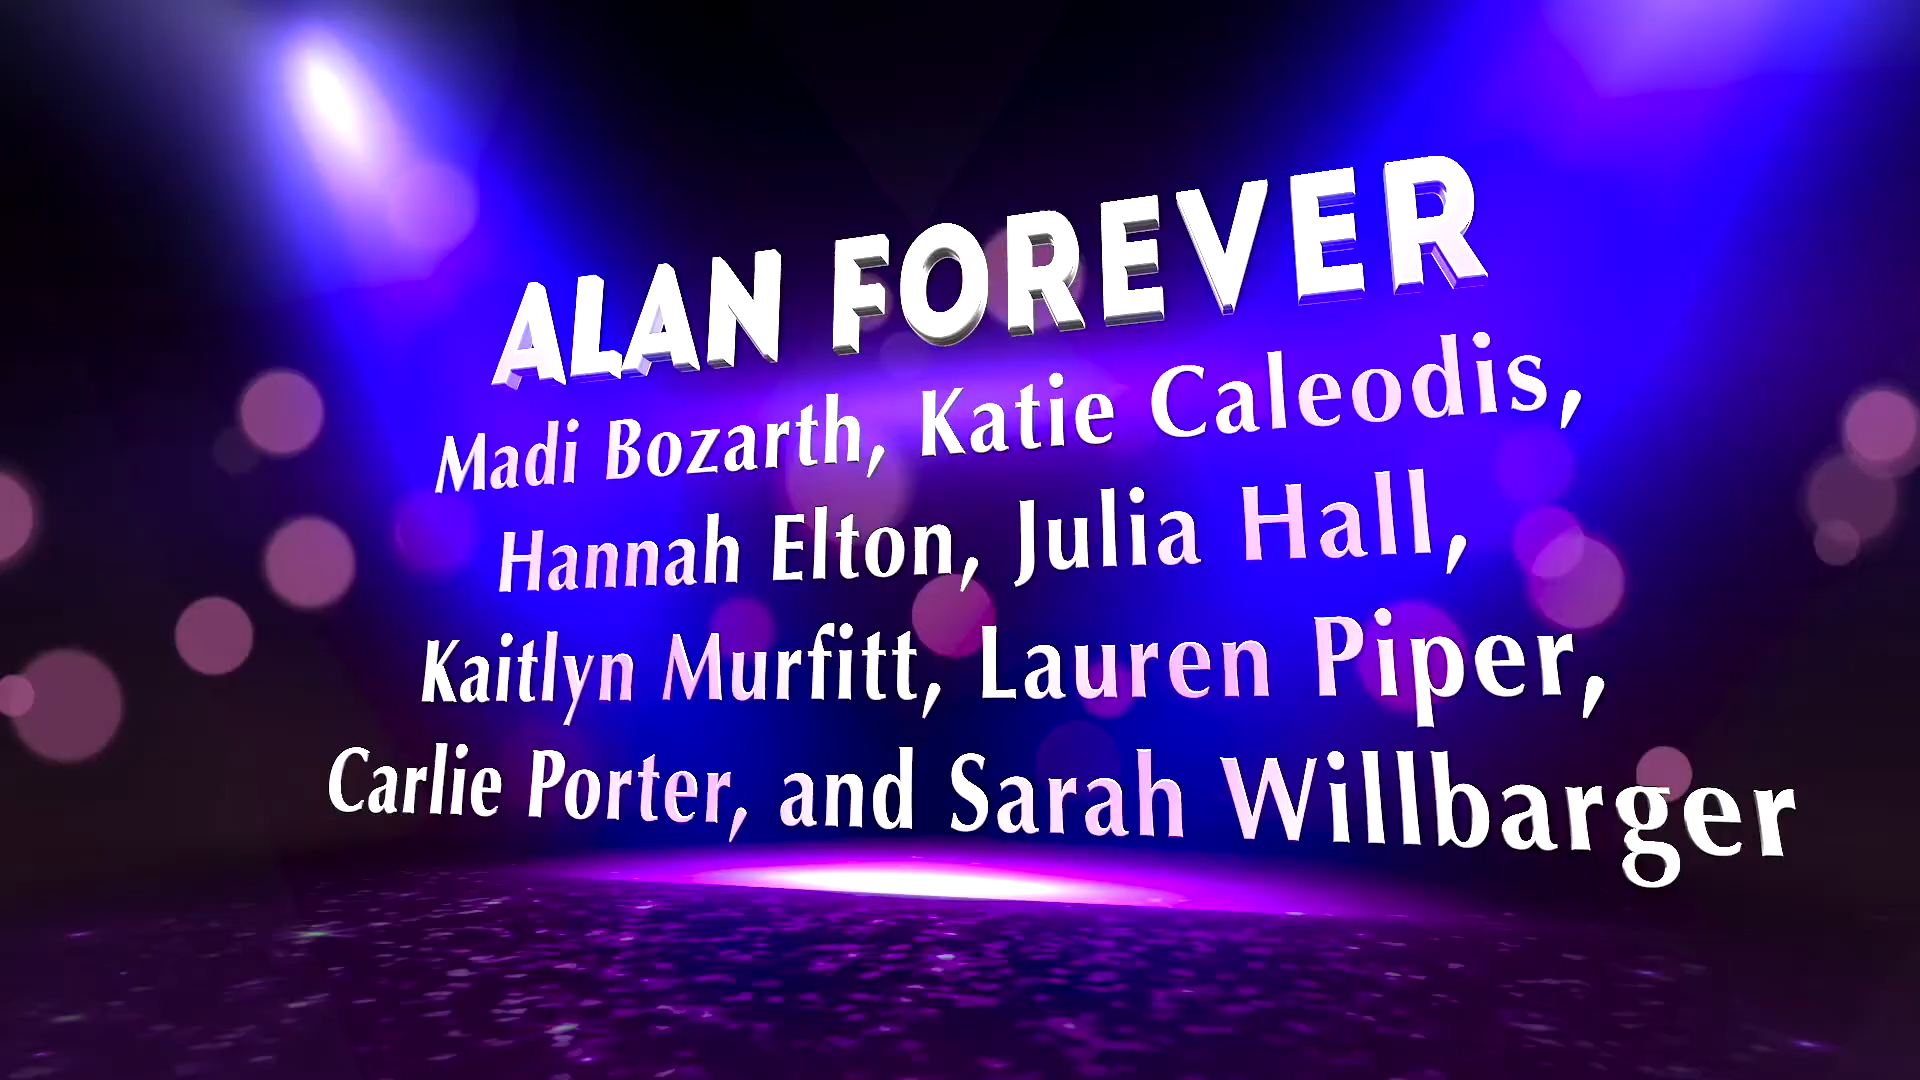 ALAN FOREVER
Madi Bozarth, Katie Caleodis,
Hannah Elton, Julia Hall,
Kaitlyn Murfitt, Lauren Piper,
Carlie Porter, and Sarah Willbarger